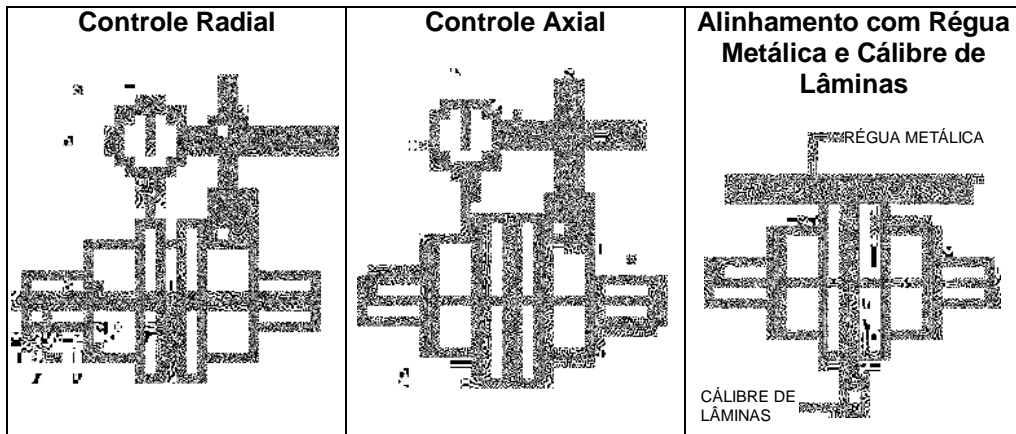 Controle Radial
Controle Axial
Alinhamento com Régua
Metálica e Cálibre de
Lâminas
RÉGUA METÁLICA
CÁLIBRE DE
LÂMINAS